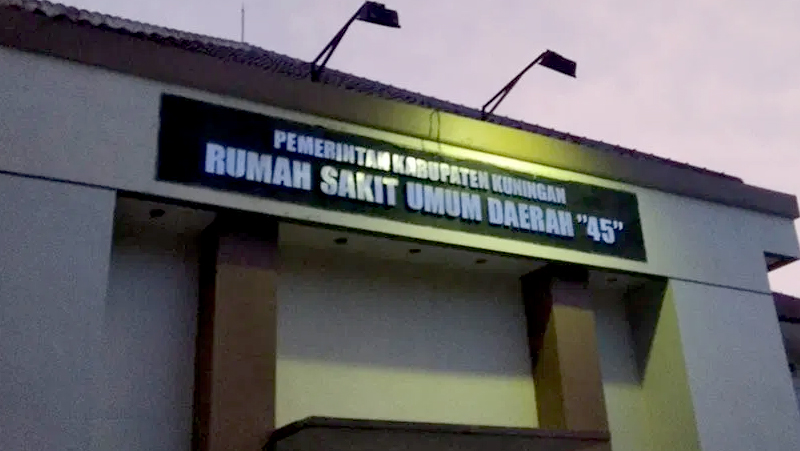 PEMERINTAH KABUPATEN KUNINGAN
RUMAH SAKIT UMUM DAERAH "45"